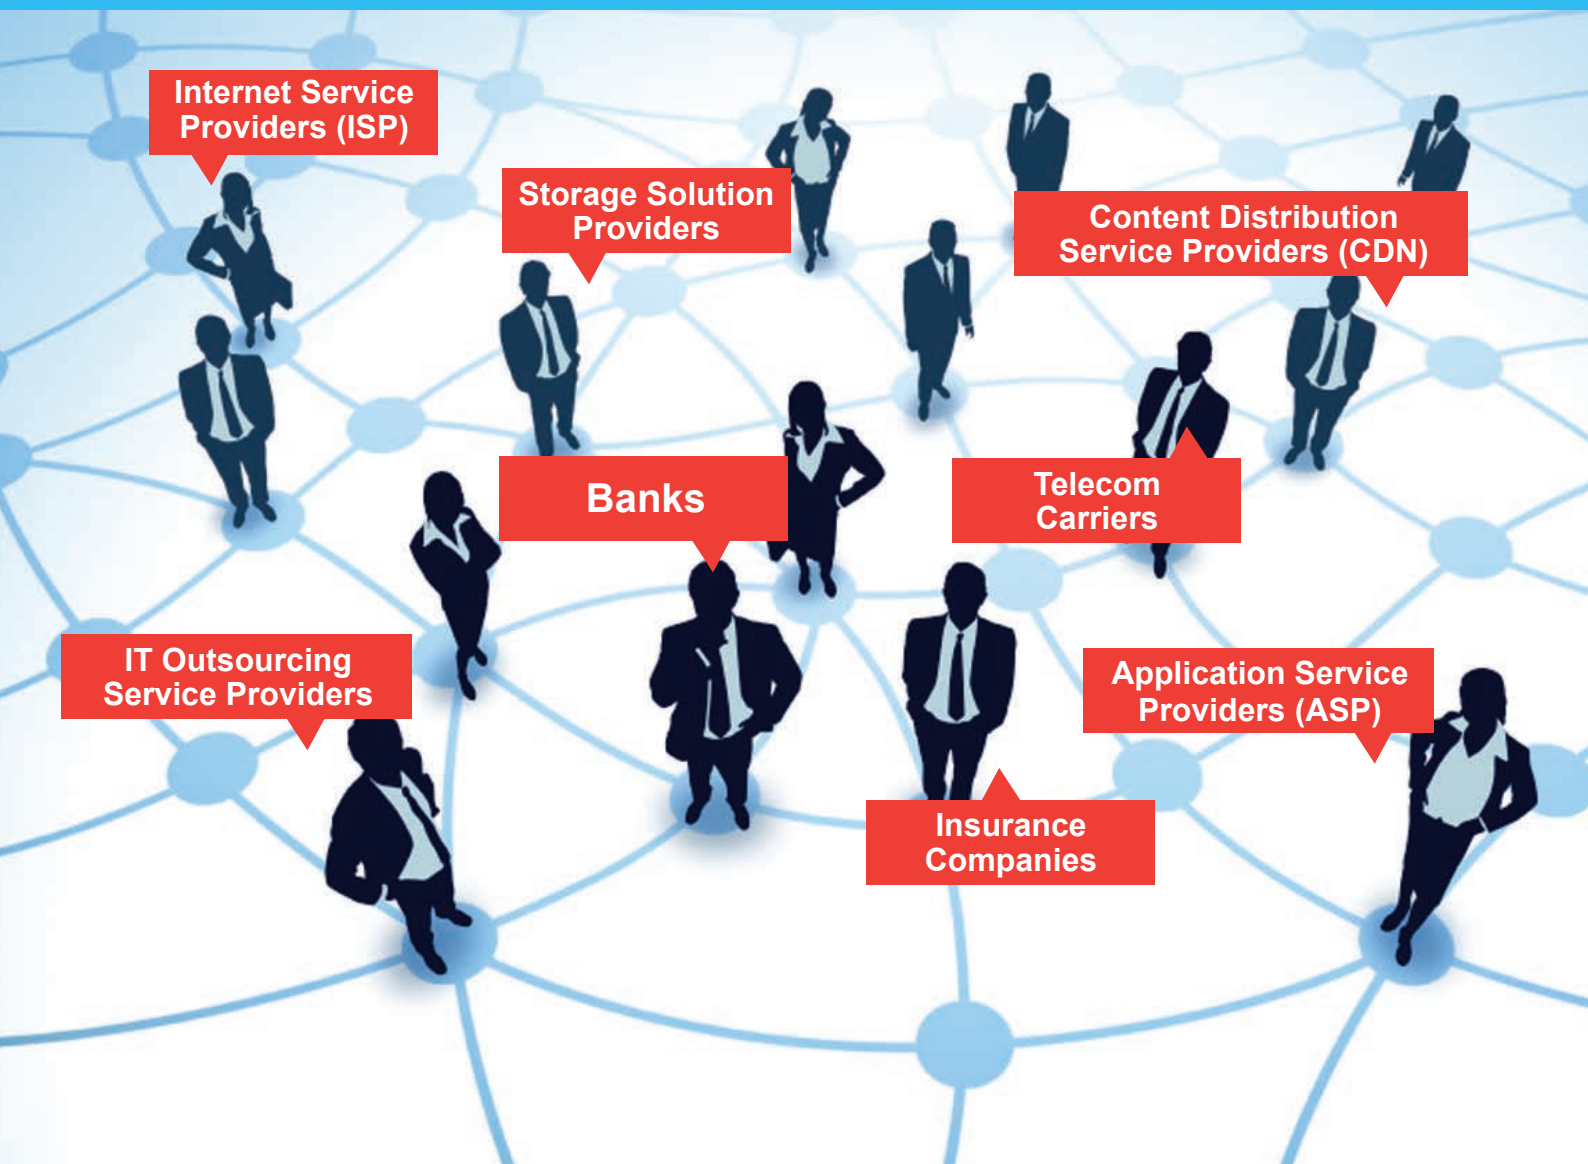 Internet Service
Providers (ISP)
Storage Solution
Providers
Content Distribution
Service Providers (CDN)
Banks
Telecom
Carriers
IT Outsourcing
Service Providers
Application Service
Providers (ASP)
Insurance
Companies